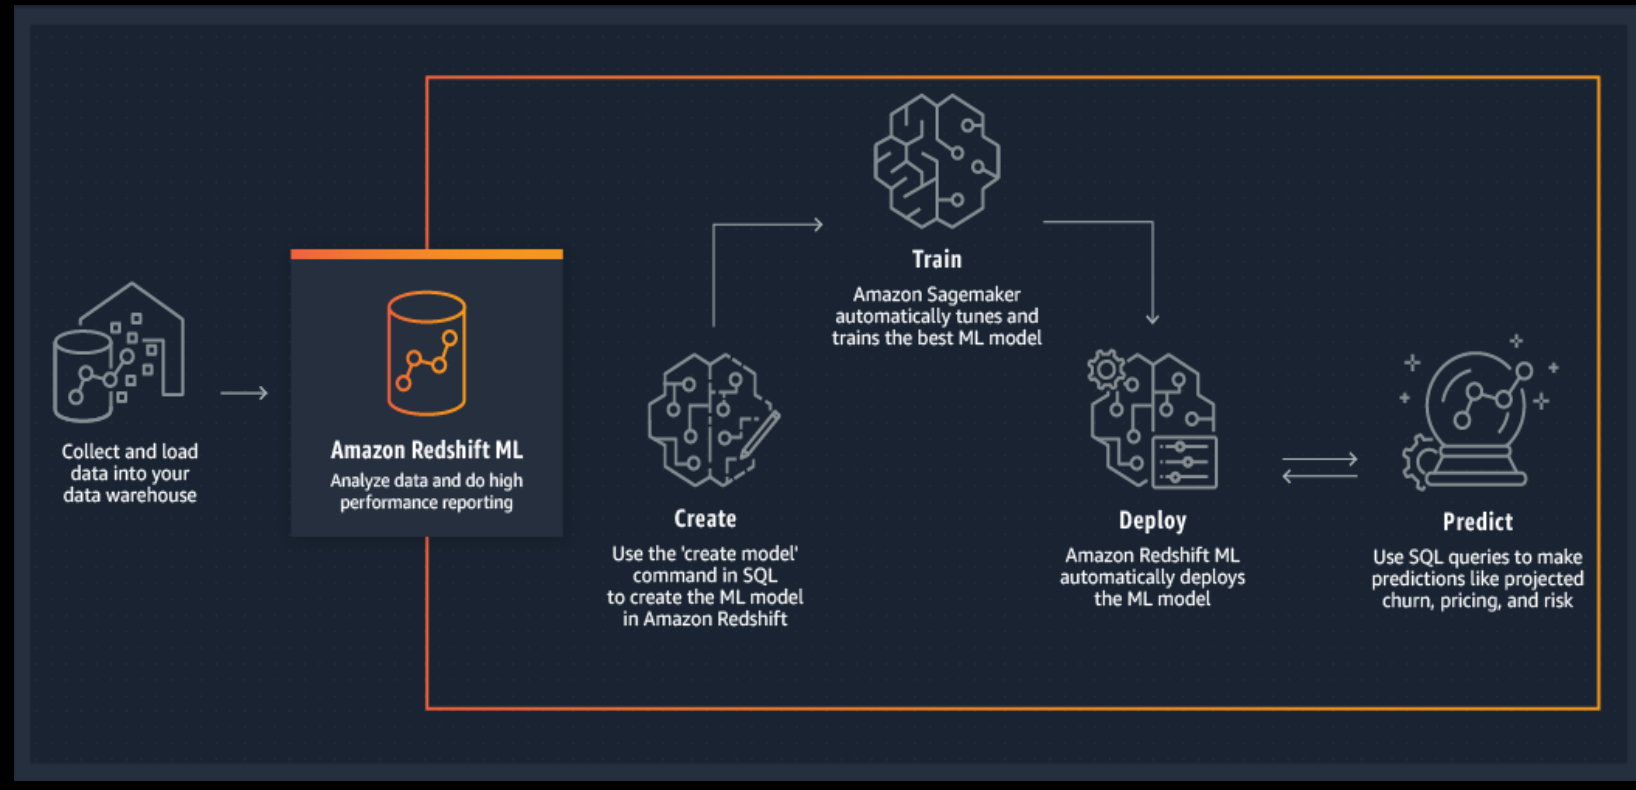 Collect and load
data into your
data warehouse
Amazon Redshift ML
Analyze data and do high
performance reporting
Create
Use the 'create model'
command in SQL
to create the ML model
in Amazon Redshift
Train
Amazon Sagemaker
automatically tunes and
trains the best ML model
Deploy
Amazon Redshift ML
automatically deploys
the ML model
Predict
Use SQL queries to make
predictions like projected
churn, pricing, and risk